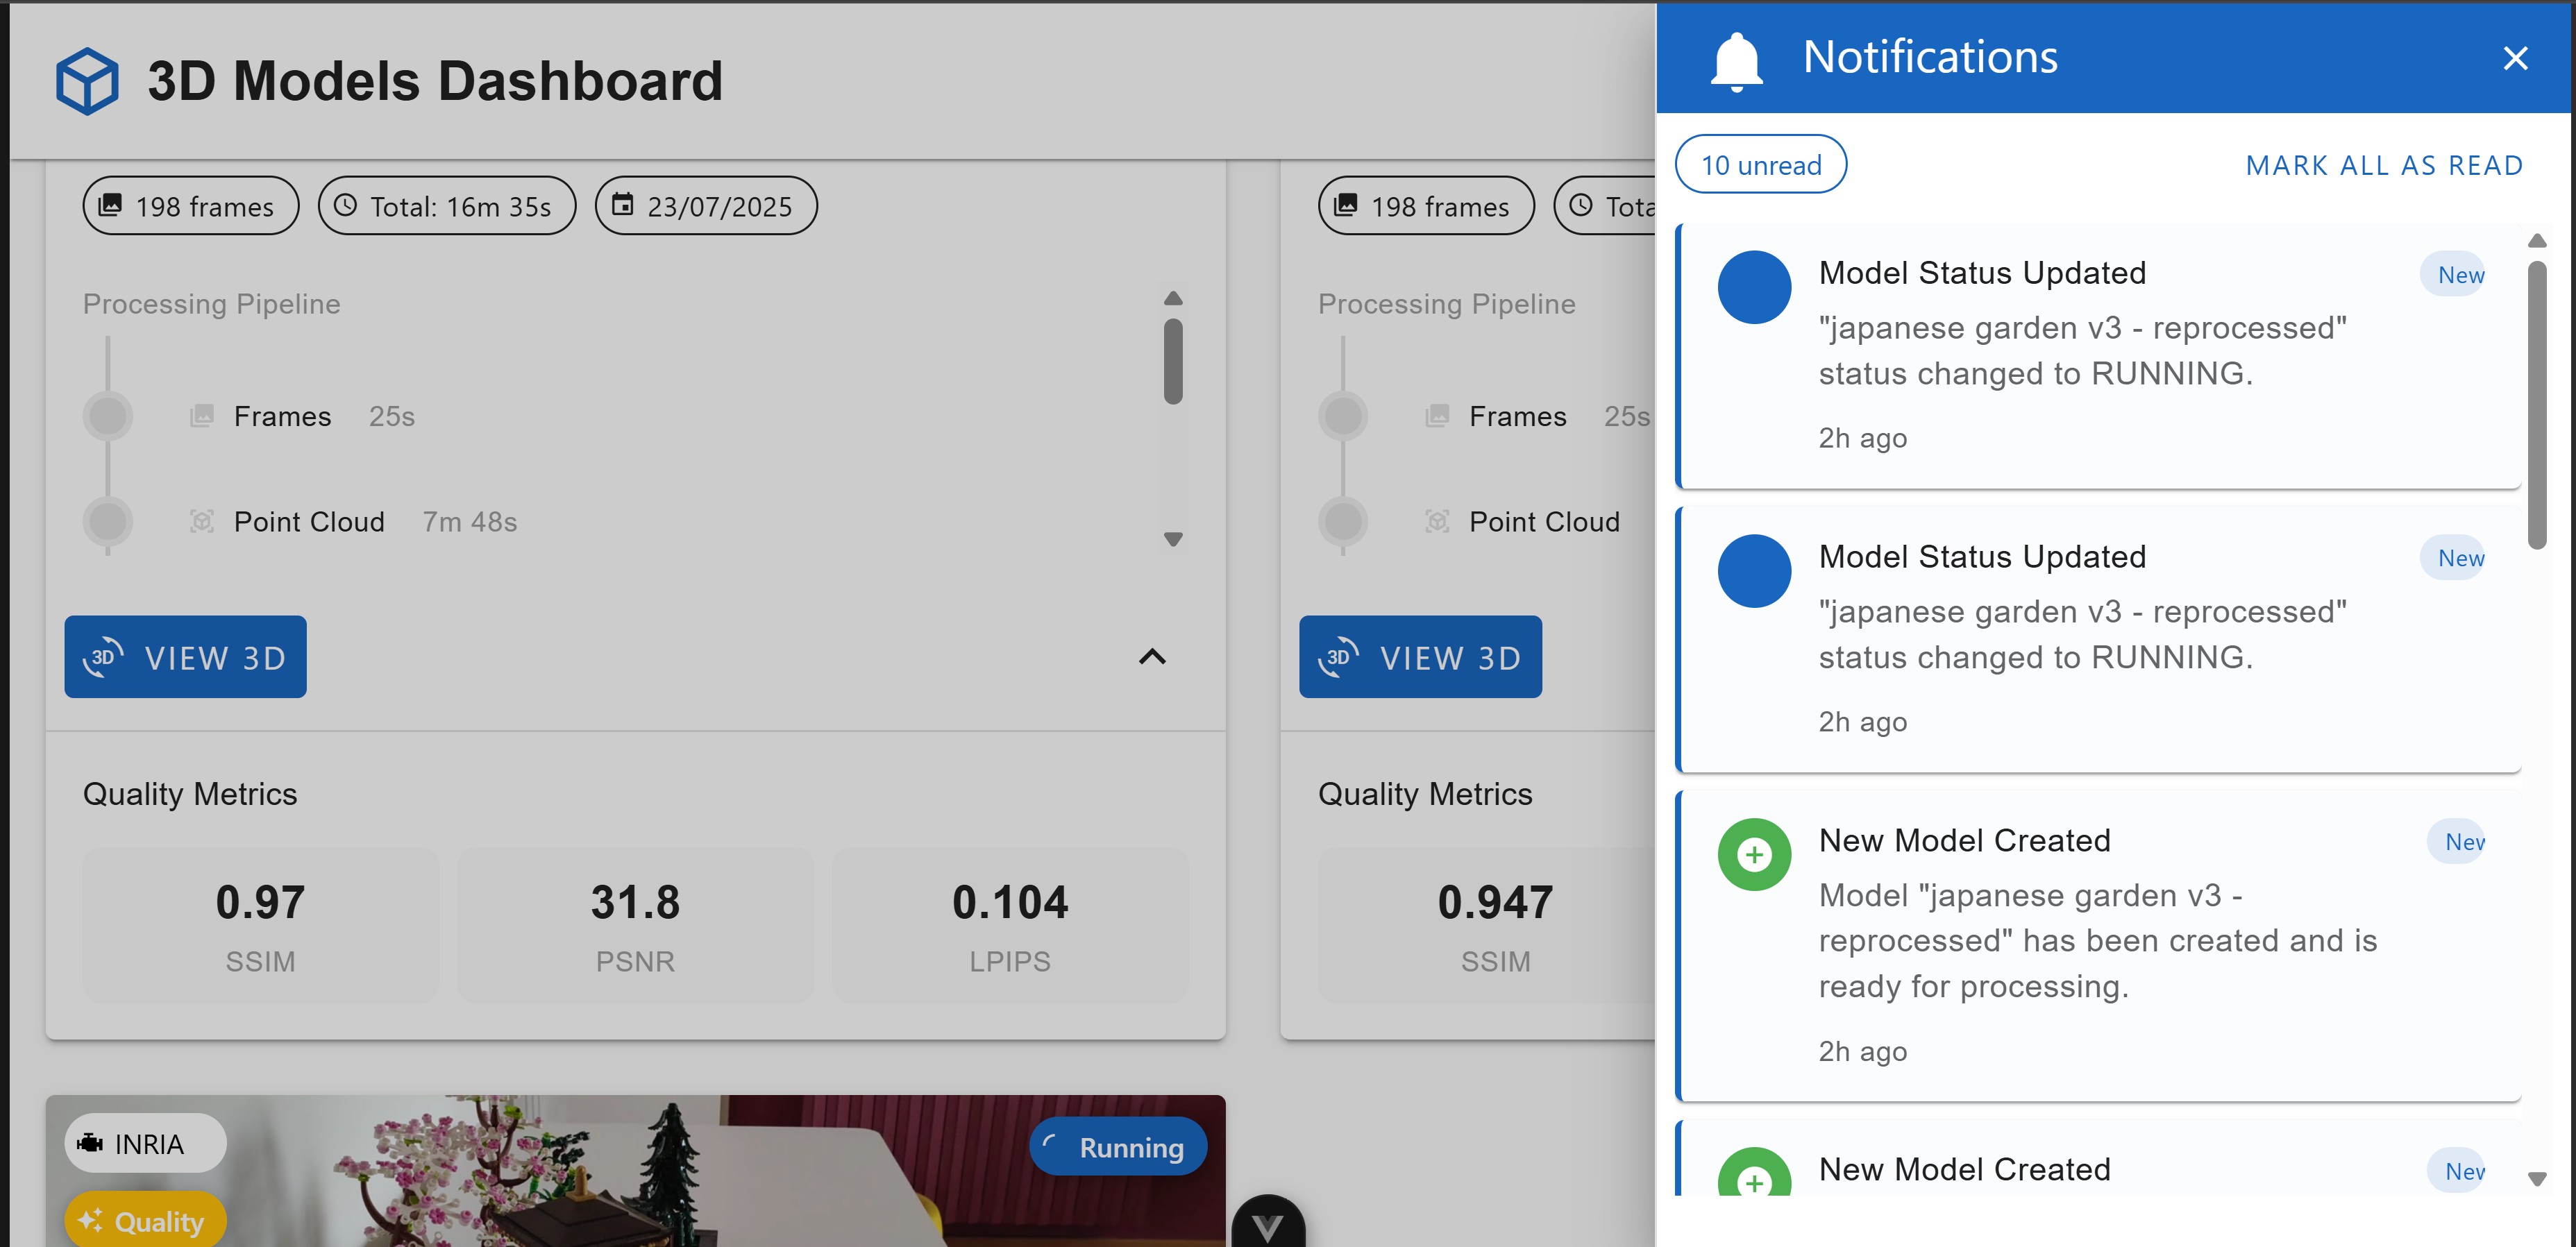 3D Models Dashboard
198 frames
Total: 16m 35s
23/07/2025
Processing Pipeline
Frames 25s
Point Cloud 7m 48s
3D VIEW 3D
Quality Metrics
0.97
SSIM
31.8
PSNR
0.104
LPIPS
INRIA
Quality
Running
198 frames
Processing Pipeline
Frames 25s
Point Cloud
3D VIEW 3D
Quality Metrics
0.947
SSIM
Notifications
10 unread
MARK ALL AS READ
Model Status Updated
New
"japanese garden v3 - reprocessed"
status changed to RUNNING.
2h ago
Model Status Updated
New
"japanese garden v3 - reprocessed"
status changed to RUNNING.
2h ago
New Model Created
New
Model "japanese garden v3 -
reprocessed" has been created and is
ready for processing.
2h ago
New Model Created
New